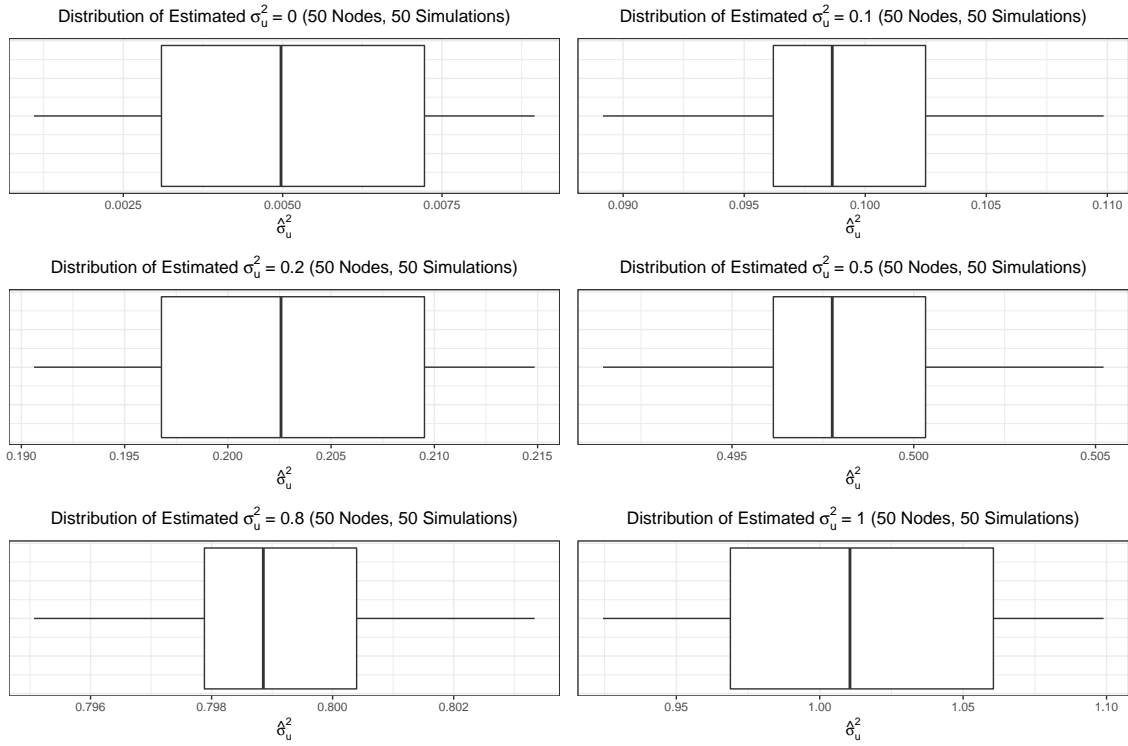 Distribution of Estimated σ²ᵤ = 0 (50 Nodes, 50 Simulations)
0.0025 0.0050 0.0075
σ̂²ᵤ
Distribution of Estimated σ²ᵤ = 0.1 (50 Nodes, 50 Simulations)
0.090 0.095 0.100 0.105 0.110
σ̂²ᵤ
Distribution of Estimated σ²ᵤ = 0.2 (50 Nodes, 50 Simulations)
0.190 0.195 0.200 0.205 0.210 0.215
σ̂²ᵤ
Distribution of Estimated σ²ᵤ = 0.5 (50 Nodes, 50 Simulations)
0.495 0.500 0.505
σ̂²ᵤ
Distribution of Estimated σ²ᵤ = 0.8 (50 Nodes, 50 Simulations)
0.796 0.798 0.800 0.802
σ̂²ᵤ
Distribution of Estimated σ²ᵤ = 1 (50 Nodes, 50 Simulations)
0.95 1.00 1.05 1.10
σ̂²ᵤ